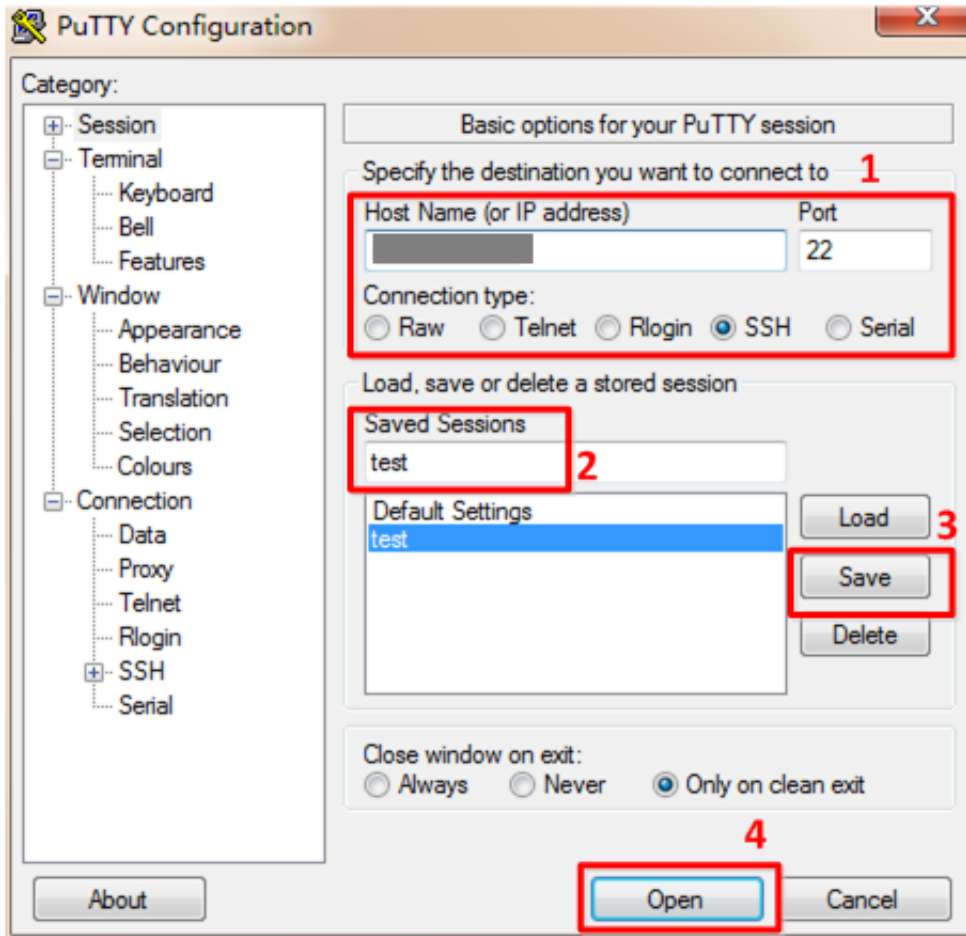 PuTTY Configuration
Category:
Session
Terminal
Keyboard
Bell
Features
Window
Appearance
Behaviour
Translation
Selection
Colours
Connection
Data
Proxy
Telnet
Rlogin
SSH
Serial
Basic options for your PuTTY session
Specify the destination you want to connect to 1
Host Name (or IP address) Port
22
Connection type:
Raw Telnet Rlogin SSH Serial
Load, save or delete a stored session
Saved Sessions
test 2
Default Settings
test
Load
3
Save
Delete
Close window on exit:
Always Never Only on clean exit
4
About Open Cancel